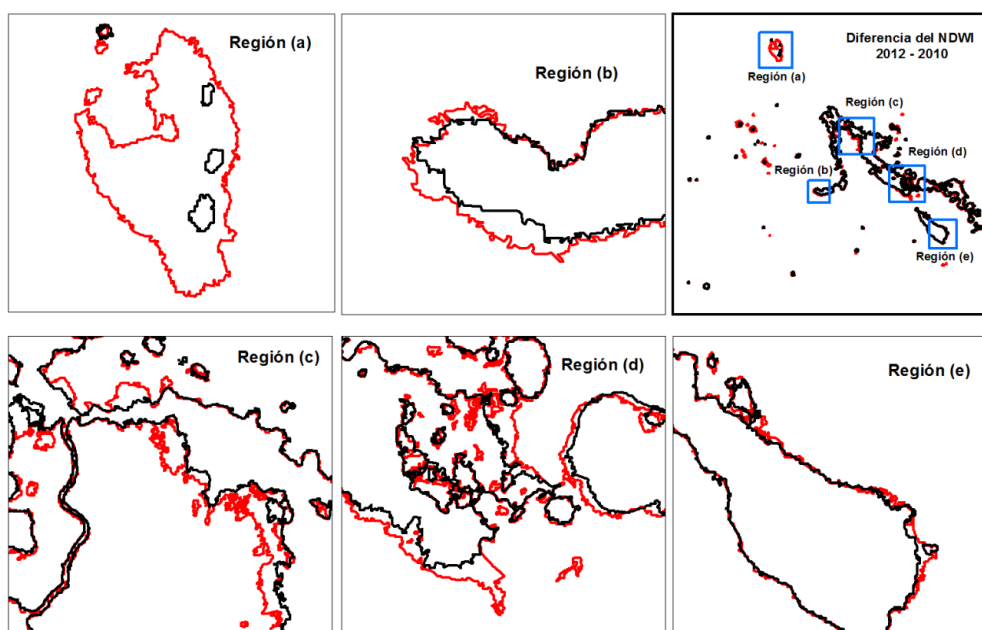 Región (a)
Región (b)
Diferencia del NDWI
2012 - 2010
Región (a)
Región (c)
Región (d)
Región (b)
Región (e)
Región (c)
Región (d)
Región (e)